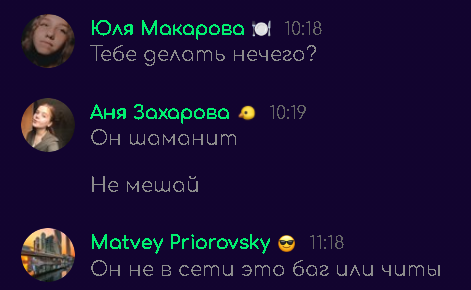 Юля Макарова 🍽 10:18
Тебе делать нечего?
Аня Захарова 🐤 10:19
Он шаманит
Не мешай
Matvey Priorovsky 😎 11:18
Он не в сети это баг или читы